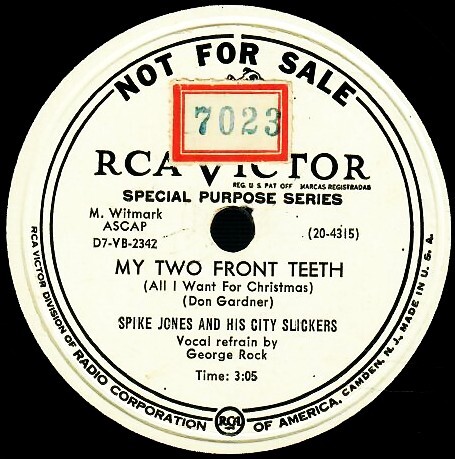 NOT FOR SALE
7023
RCA VICTOR
REG. U.S. PAT OFF MARCAS REGISTRADAS
SPECIAL PURPOSE SERIES
M. Witmark
ASCAP
D7-VB-2342
(20-4315)
MY TWO FRONT TEETH
(All I Want For Christmas)
(Don Gardner)
SPIKE JONES AND HIS CITY SLICKERS
Vocal refrain by
George Rock
Time: 3:05
RCA VICTOR DIVISION OF RADIO CORPORATION OF AMERICA, CAMDEN, N. J. MADE IN U. S. A.
RCA